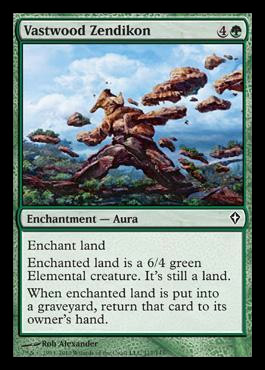 Vastwood Zendikon 4
Enchantment — Aura
Enchant land
Enchanted land is a 6/4 green
Elemental creature. It's still a land.
When enchanted land is put into
a graveyard, return that card to its
owner's hand.
Rob Alexander